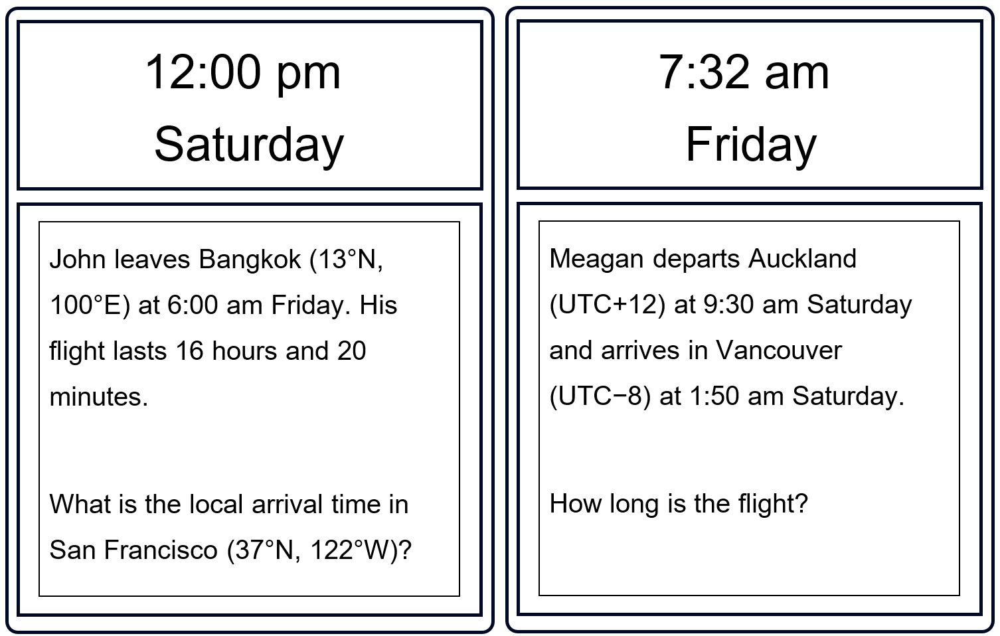 12:00 pm
Saturday
John leaves Bangkok (13°N,
100°E) at 6:00 am Friday. His
flight lasts 16 hours and 20
minutes.
What is the local arrival time in
San Francisco (37°N, 122°W)?
7:32 am
Friday
Meagan departs Auckland
(UTC+12) at 9:30 am Saturday
and arrives in Vancouver
(UTC−8) at 1:50 am Saturday.
How long is the flight?